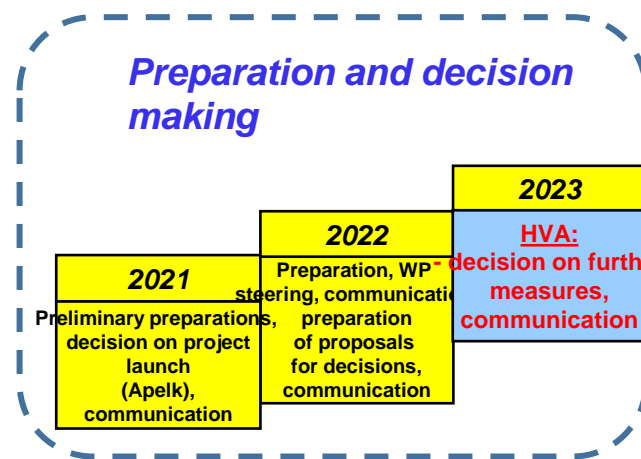 Preparation and decision
making
2021
Preliminary preparations,
decision on project
launch
(Apelk),
communication
2022
Preparation, WP
steering, communicatio
preparation
of proposals
for decisions,
communication
2023
HVA:
- decision on furth
measures,
communication